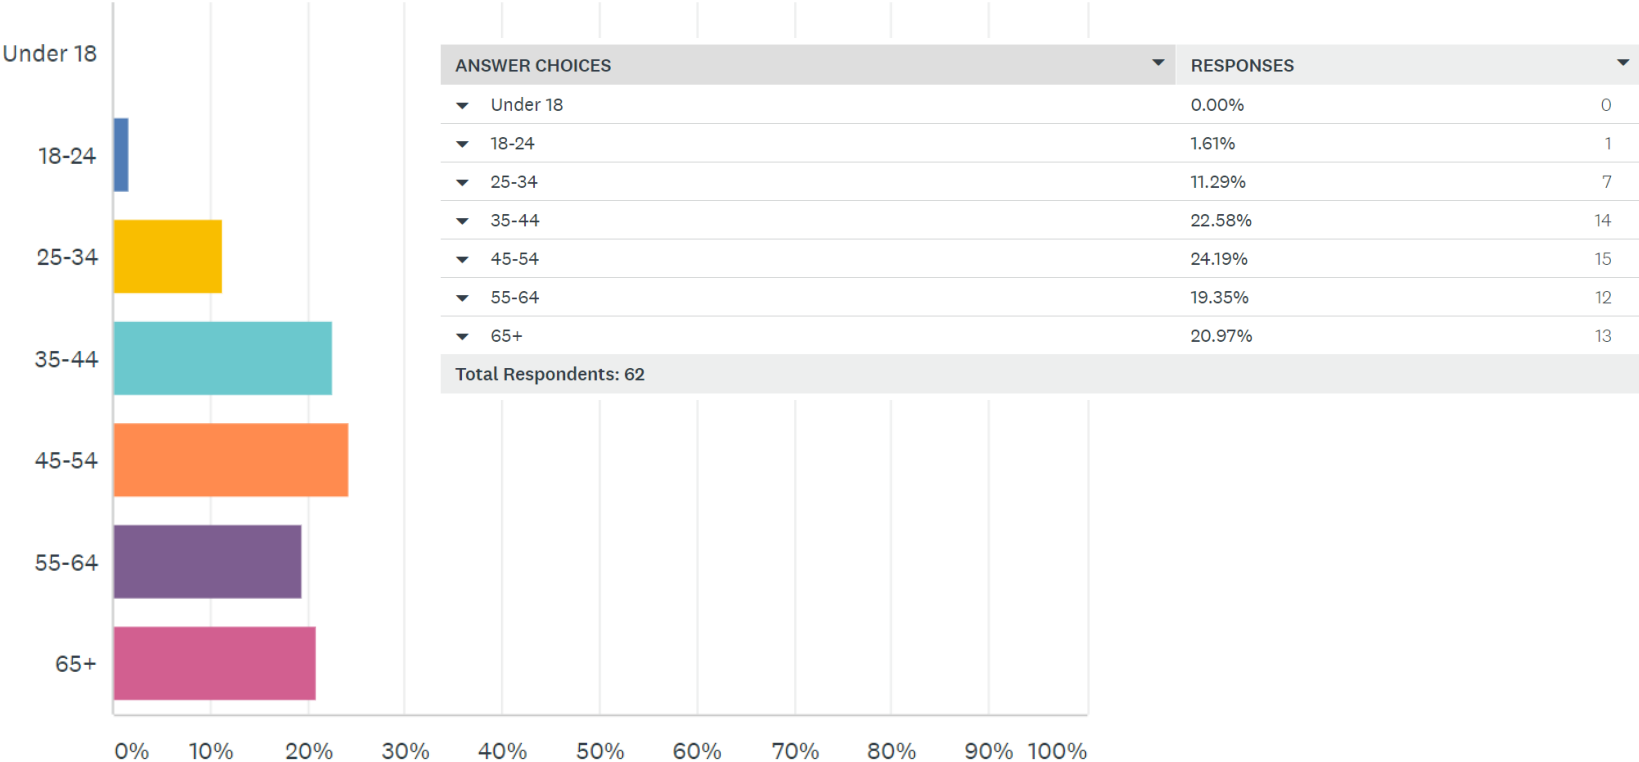 Under 18
18-24
25-34
35-44
45-54
55-64
65+
0% 10% 20% 30% 40% 50% 60% 70% 80% 90% 100%
ANSWER CHOICES RESPONSES
Under 18 0.00% 0
18-24 1.61% 1
25-34 11.29% 7
35-44 22.58% 14
45-54 24.19% 15
55-64 19.35% 12
65+ 20.97% 13
Total Respondents: 62